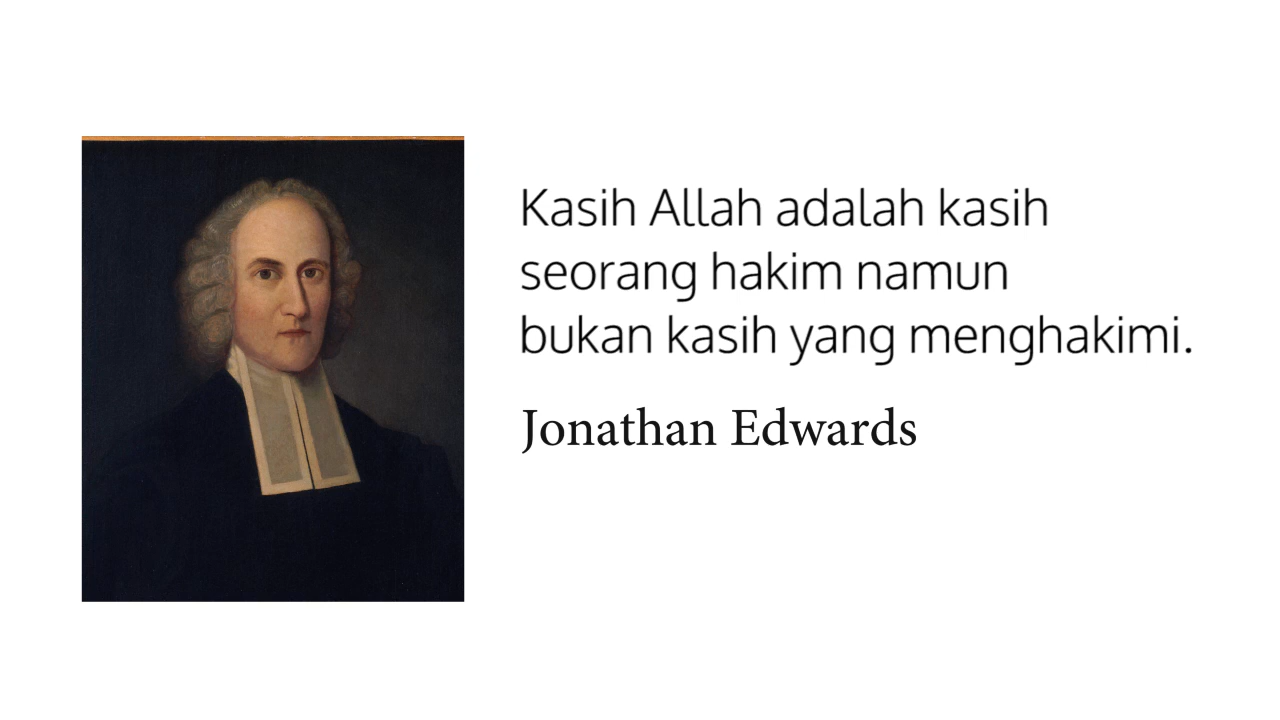 Kasih Allah adalah kasih
seorang hakim namun
bukan kasih yang menghakimi.
Jonathan Edwards